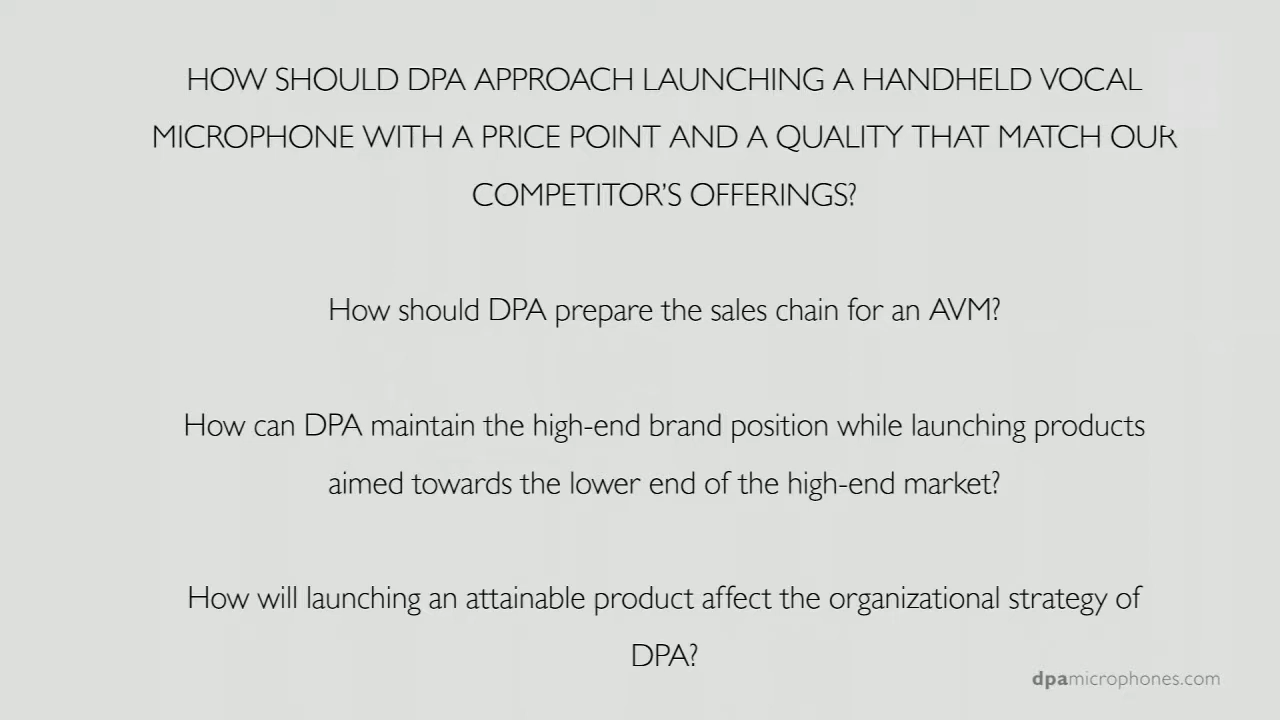 HOW SHOULD DPA APPROACH LAUNCHING A HANDHELD VOCAL
MICROPHONE WITH A PRICE POINT AND A QUALITY THAT MATCH OUR
COMPETITOR'S OFFERINGS?
How should DPA prepare the sales chain for an AVM?
How can DPA maintain the high-end brand position while launching products
aimed towards the lower end of the high-end market?
How will launching an attainable product affect the organizational strategy of
DPA?
dpamicrophones.com